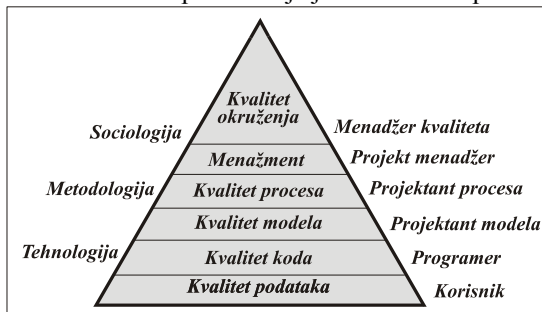 Kvalitet
okruženja
Sociologija
Menadžer kvaliteta
Menažment
Projekt menadžer
Metodologija
Kvalitet procesa
Projektant procesa
Kvalitet modela
Projektant modela
Tehnologija
Kvalitet koda
Programer
Kvalitet podataka
Korisnik